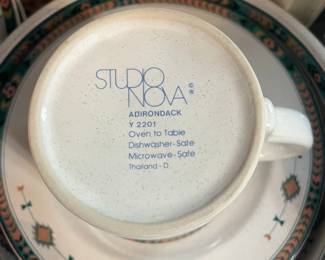 STUDIO
NOVA ©®
ADIRONDACK
Y 2201
Oven to Table
Dishwasher-Safe
Microwave-Safe
Thailand-D